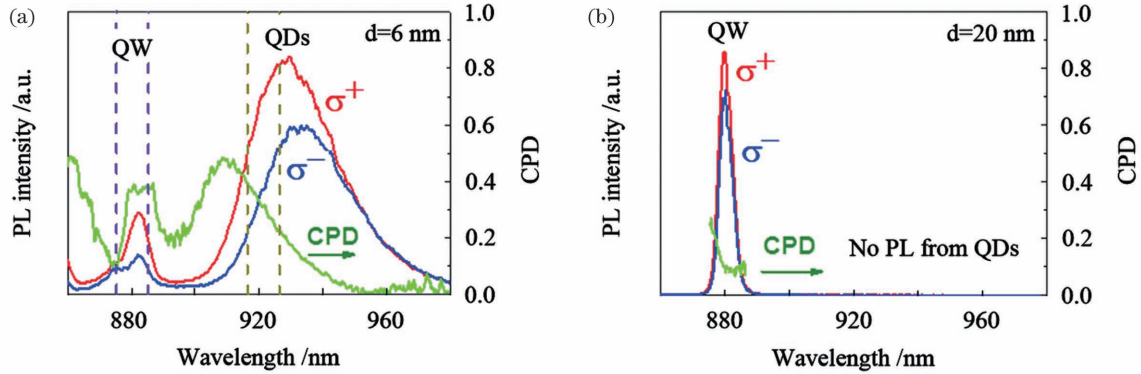 (a)
PL intensity /a.u.
QW
QDs
d=6 nm
σ+
σ−
CPD
1.0
0.8
0.6
0.4
0.2
0.0
CPD
880
920
960
Wavelength /nm
(b)
PL intensity /a.u.
QW
d=20 nm
σ+
σ−
CPD
No PL from QDs
1.0
0.8
0.6
0.4
0.2
0.0
CPD
880
920
960
Wavelength /nm